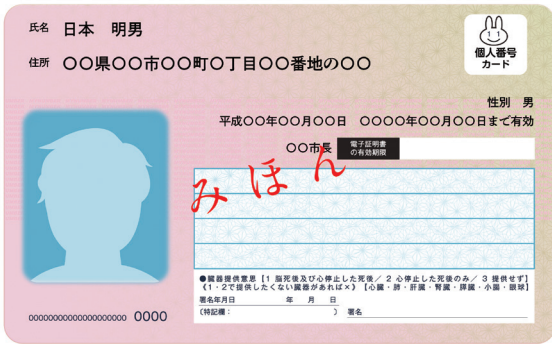 氏名 日本 明男
個人番号
カード
住所 〇〇県〇〇市〇〇町〇丁目〇〇番地の〇〇
性別 男
平成〇〇年〇〇月〇〇日 〇〇〇〇年〇〇月〇〇日まで有効
〇〇市長 電子証明書
の有効期限
みほん
●臓器提供意思【1 脳死後及び心停止した死後／ 2 心停止した死後のみ／ 3 提供せず】
《1・2で提供したくない臓器があれば×》【心臓・肺・肝臓・腎臓・膵臓・小腸・眼球】
署名年月日 年 月 日
（特記欄： ） 署名
00000000000000000000 0000